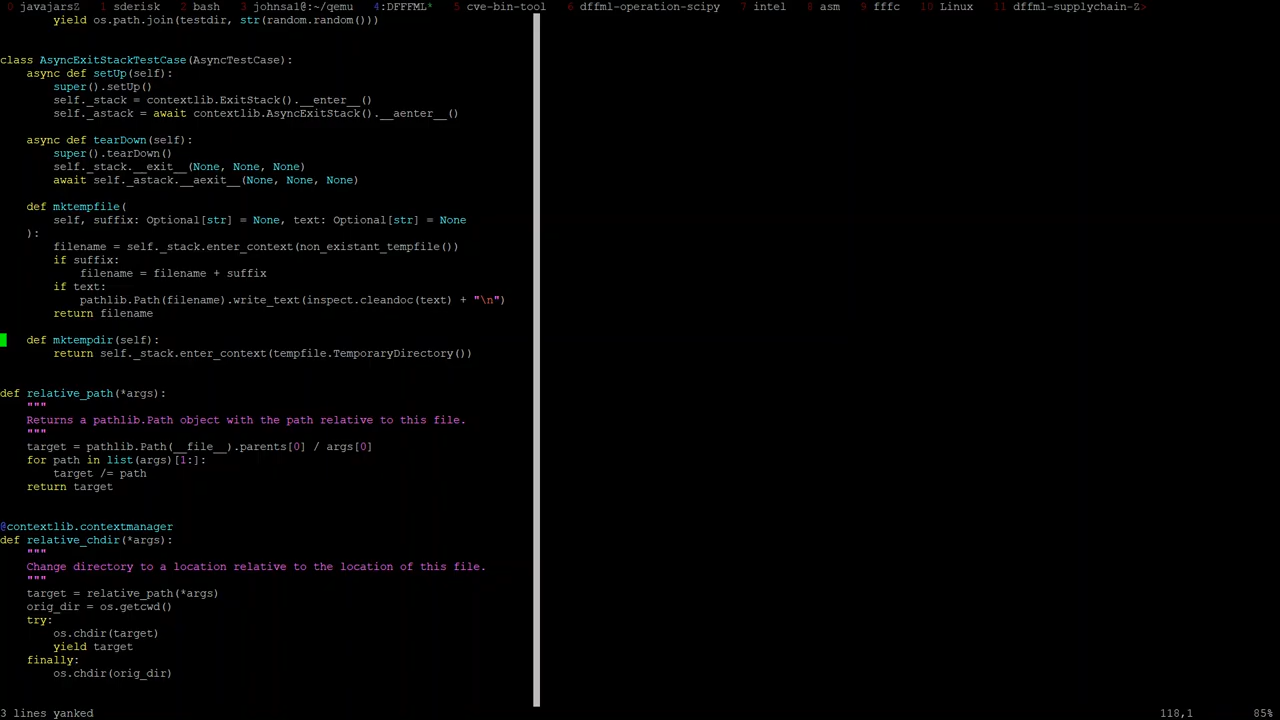 0 javajarsZ 1 sderisk 2 bash 3 johnsa1@:~/qemu 4:DFFFML* 5 cve-bin-tool 6 dffml-operation-scipy 7 intel 8 asm 9 fffc 10 Linux 11 dffml-supplychain-Z>
yield os.path.join(testdir, str(random.random()))
class AsyncExitStackTestCase(AsyncTestCase):
async def setUp(self):
super().setUp()
self._stack = contextlib.ExitStack().__enter__()
self._astack = await contextlib.AsyncExitStack().__aenter__()
async def tearDown(self):
super().tearDown()
self._stack.__exit__(None, None, None)
await self._astack.__aexit__(None, None, None)
def mktempfile(
self, suffix: Optional[str] = None, text: Optional[str] = None
):
filename = self._stack.enter_context(non_existant_tempfile())
if suffix:
filename = filename + suffix
if text:
pathlib.Path(filename).write_text(inspect.cleandoc(text) + "\n")
return filename
def mktempdir(self):
return self._stack.enter_context(tempfile.TemporaryDirectory())
def relative_path(*args):
"""
Returns a pathlib.Path object with the path relative to this file.
"""
target = pathlib.Path(__file__).parents[0] / args[0]
for path in list(args)[1:]:
target /= path
return target
@contextlib.contextmanager
def relative_chdir(*args):
"""
Change directory to a location relative to the location of this file.
"""
target = relative_path(*args)
orig_dir = os.getcwd()
try:
os.chdir(target)
yield target
finally:
os.chdir(orig_dir)
3 lines yanked 118,1 85%